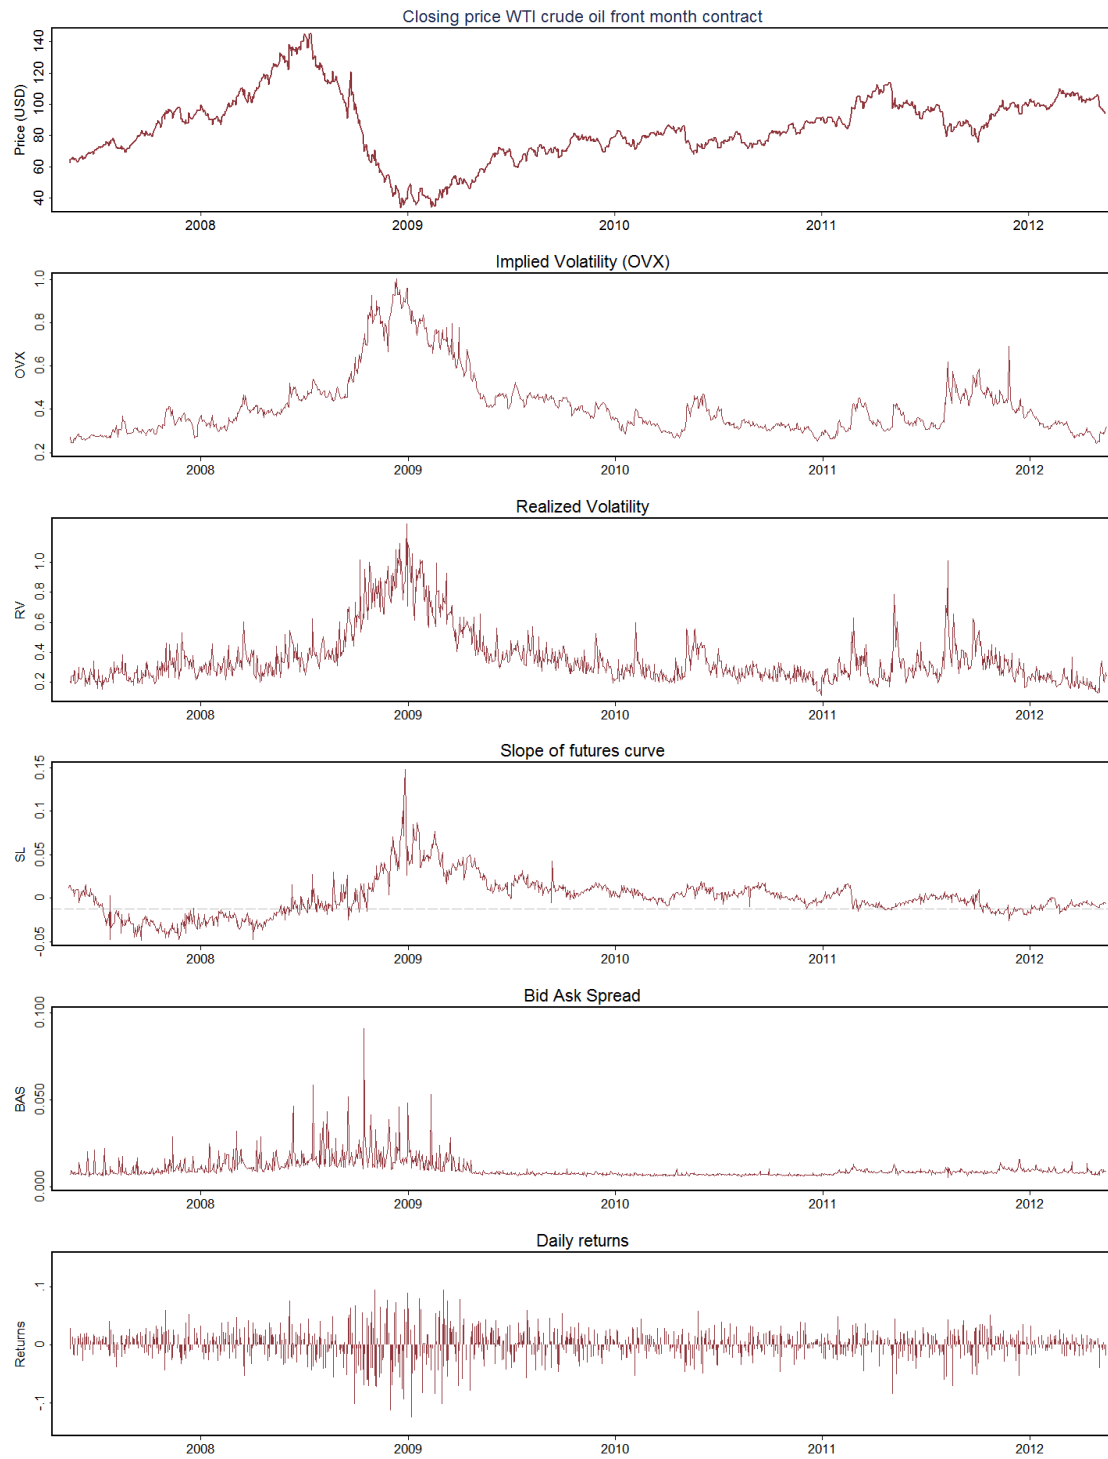 Closing price WTI crude oil front month contract
Price (USD)
140
120
100
80
60
40
2008 2009 2010 2011 2012
Implied Volatility (OVX)
OVX
1.0
0.8
0.6
0.4
0.2
2008 2009 2010 2011 2012
Realized Volatility
RV
1.0
0.8
0.6
0.4
0.2
2008 2009 2010 2011 2012
Slope of futures curve
SL
0.15
0.1
0.05
0
-0.05
2008 2009 2010 2011 2012
Bid Ask Spread
BAS
0.100
0.050
0.000
2008 2009 2010 2011 2012
Daily returns
Returns
.1
0
-.1
2008 2009 2010 2011 2012